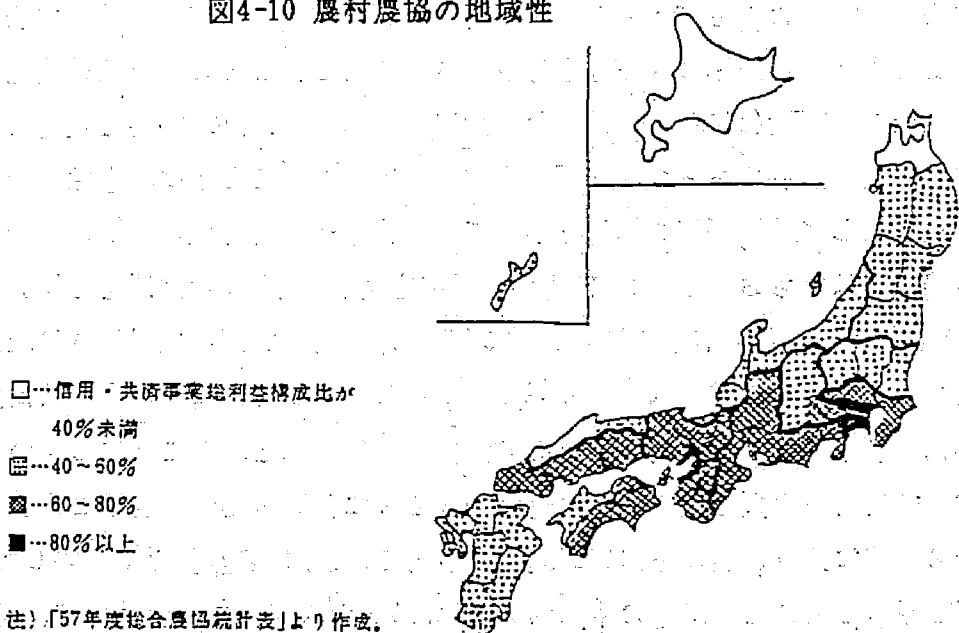 図4-10 農村農協の地域性
□…信用・共済事業総利益構成比が
40%未満
…40～60%
…60～80%
■…80%以上
注)「57年度総合農協統計表」より作成。